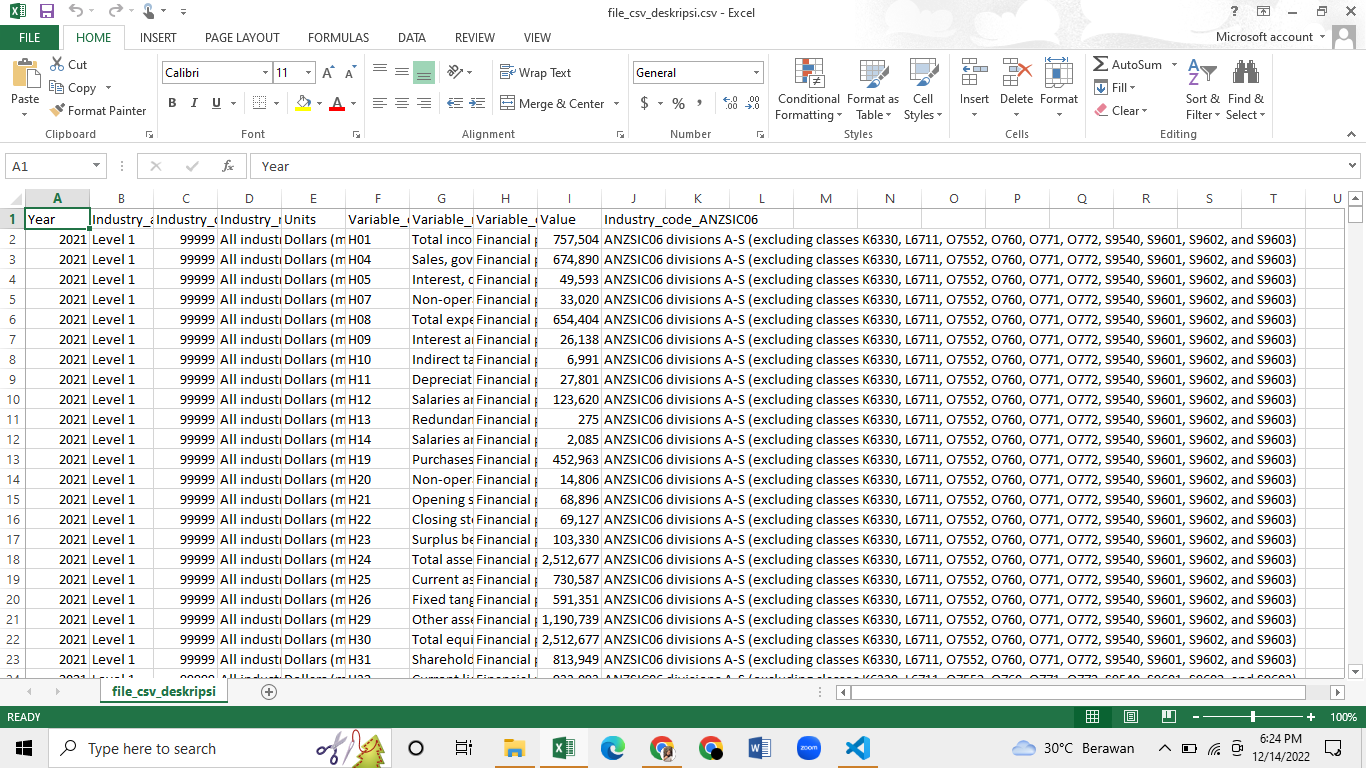 file_csv_deskripsi.csv - Excel
FILE HOME INSERT PAGE LAYOUT FORMULAS DATA REVIEW VIEW Microsoft account
Cut
Copy
Format Painter
Paste
Clipboard
Calibri 11
B I U
Font
Wrap Text
Merge & Center
Alignment
General
$ % ,
Number
Conditional Formatting
Format as Table
Cell Styles
Styles
Insert Delete Format
Cells
AutoSum
Fill
Clear
Sort & Filter
Find & Select
Editing
A1 fx Year
A B C D E F G H I J K L M N O P Q R S T U
1 Year Industry_a Industry_c Industry_r Units Variable_c Variable_r Variable_c Value Industry_code_ANZSIC06
2 2021 Level 1 99999 All industr Dollars (m H01 Total inco Financial p 757,504 ANZSIC06 divisions A-S (excluding classes K6330, L6711, O7552, O760, O771, O772, S9540, S9601, S9602, and S9603)
3 2021 Level 1 99999 All industr Dollars (m H04 Sales, gov Financial p 674,890 ANZSIC06 divisions A-S (excluding classes K6330, L6711, O7552, O760, O771, O772, S9540, S9601, S9602, and S9603)
4 2021 Level 1 99999 All industr Dollars (m H05 Interest, d Financial p 49,593 ANZSIC06 divisions A-S (excluding classes K6330, L6711, O7552, O760, O771, O772, S9540, S9601, S9602, and S9603)
5 2021 Level 1 99999 All industr Dollars (m H07 Non-oper Financial p 33,020 ANZSIC06 divisions A-S (excluding classes K6330, L6711, O7552, O760, O771, O772, S9540, S9601, S9602, and S9603)
6 2021 Level 1 99999 All industr Dollars (m H08 Total expe Financial p 654,404 ANZSIC06 divisions A-S (excluding classes K6330, L6711, O7552, O760, O771, O772, S9540, S9601, S9602, and S9603)
7 2021 Level 1 99999 All industr Dollars (m H09 Interest a Financial p 26,138 ANZSIC06 divisions A-S (excluding classes K6330, L6711, O7552, O760, O771, O772, S9540, S9601, S9602, and S9603)
8 2021 Level 1 99999 All industr Dollars (m H10 Indirect ta Financial p 6,991 ANZSIC06 divisions A-S (excluding classes K6330, L6711, O7552, O760, O771, O772, S9540, S9601, S9602, and S9603)
9 2021 Level 1 99999 All industr Dollars (m H11 Depreciat Financial p 27,801 ANZSIC06 divisions A-S (excluding classes K6330, L6711, O7552, O760, O771, O772, S9540, S9601, S9602, and S9603)
10 2021 Level 1 99999 All industr Dollars (m H12 Salaries a Financial p 123,620 ANZSIC06 divisions A-S (excluding classes K6330, L6711, O7552, O760, O771, O772, S9540, S9601, S9602, and S9603)
11 2021 Level 1 99999 All industr Dollars (m H13 Redundan Financial p 275 ANZSIC06 divisions A-S (excluding classes K6330, L6711, O7552, O760, O771, O772, S9540, S9601, S9602, and S9603)
12 2021 Level 1 99999 All industr Dollars (m H14 Salaries a Financial p 2,085 ANZSIC06 divisions A-S (excluding classes K6330, L6711, O7552, O760, O771, O772, S9540, S9601, S9602, and S9603)
13 2021 Level 1 99999 All industr Dollars (m H19 Purchases Financial p 452,963 ANZSIC06 divisions A-S (excluding classes K6330, L6711, O7552, O760, O771, O772, S9540, S9601, S9602, and S9603)
14 2021 Level 1 99999 All industr Dollars (m H20 Non-oper Financial p 14,806 ANZSIC06 divisions A-S (excluding classes K6330, L6711, O7552, O760, O771, O772, S9540, S9601, S9602, and S9603)
15 2021 Level 1 99999 All industr Dollars (m H21 Opening s Financial p 68,896 ANZSIC06 divisions A-S (excluding classes K6330, L6711, O7552, O760, O771, O772, S9540, S9601, S9602, and S9603)
16 2021 Level 1 99999 All industr Dollars (m H22 Closing st Financial p 69,127 ANZSIC06 divisions A-S (excluding classes K6330, L6711, O7552, O760, O771, O772, S9540, S9601, S9602, and S9603)
17 2021 Level 1 99999 All industr Dollars (m H23 Surplus be Financial p 103,330 ANZSIC06 divisions A-S (excluding classes K6330, L6711, O7552, O760, O771, O772, S9540, S9601, S9602, and S9603)
18 2021 Level 1 99999 All industr Dollars (m H24 Total asse Financial p 2,512,677 ANZSIC06 divisions A-S (excluding classes K6330, L6711, O7552, O760, O771, O772, S9540, S9601, S9602, and S9603)
19 2021 Level 1 99999 All industr Dollars (m H25 Current as Financial p 730,587 ANZSIC06 divisions A-S (excluding classes K6330, L6711, O7552, O760, O771, O772, S9540, S9601, S9602, and S9603)
20 2021 Level 1 99999 All industr Dollars (m H26 Fixed tang Financial p 591,351 ANZSIC06 divisions A-S (excluding classes K6330, L6711, O7552, O760, O771, O772, S9540, S9601, S9602, and S9603)
21 2021 Level 1 99999 All industr Dollars (m H29 Other asse Financial p 1,190,739 ANZSIC06 divisions A-S (excluding classes K6330, L6711, O7552, O760, O771, O772, S9540, S9601, S9602, and S9603)
22 2021 Level 1 99999 All industr Dollars (m H30 Total equi Financial p 2,512,677 ANZSIC06 divisions A-S (excluding classes K6330, L6711, O7552, O760, O771, O772, S9540, S9601, S9602, and S9603)
23 2021 Level 1 99999 All industr Dollars (m H31 Sharehold Financial p 813,949 ANZSIC06 divisions A-S (excluding classes K6330, L6711, O7552, O760, O771, O772, S9540, S9601, S9602, and S9603)
file_csv_deskripsi
READY 100%
Type here to search
zoom
30°C Berawan
6:24 PM
12/14/2022